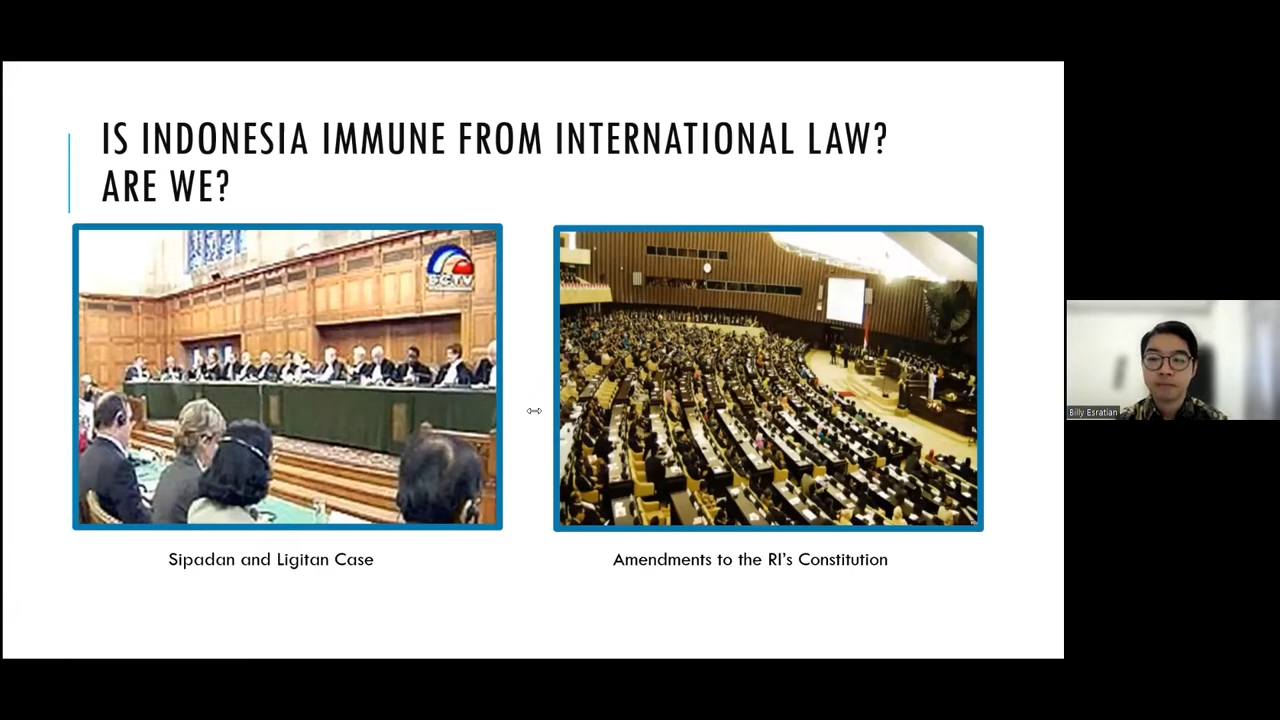 IS INDONESIA IMMUNE FROM INTERNATIONAL LAW?
ARE WE?
SCTV
Sipadan and Ligitan Case
Amendments to the RI's Constitution
Billy Esratian